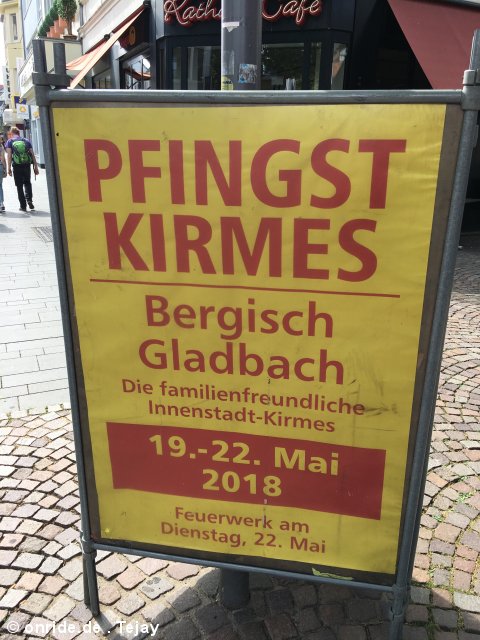 Rathaus Café
PFINGST
KIRMES
Bergisch
Gladbach
Die familienfreundliche
Innenstadt-Kirmes
19.-22. Mai
2018
Feuerwerk am
Dienstag, 22. Mai
© onride.de . Tejay